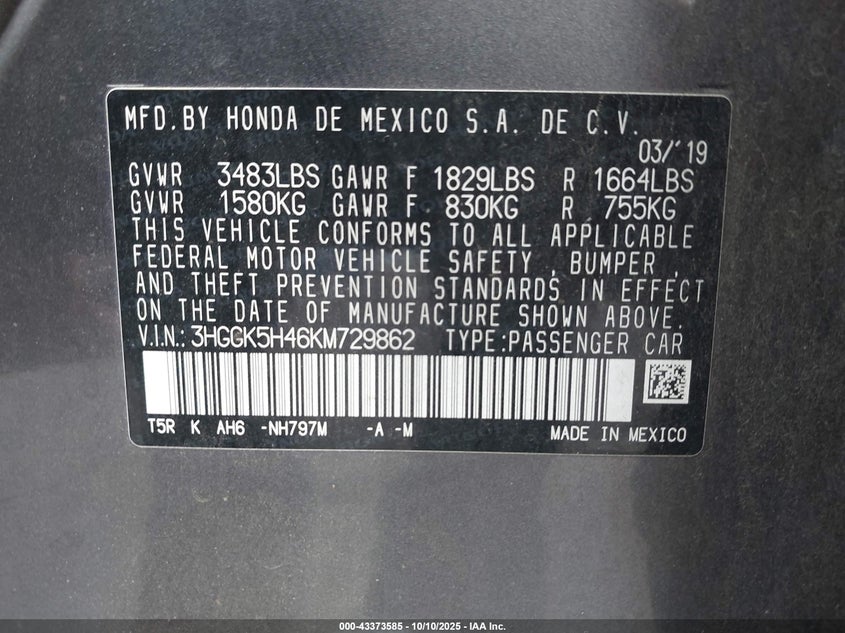 MFD. BY HONDA DE MEXICO S.A. DE C.V.
03/'19
GVWR 3483LBS GAWR F 1829LBS R 1664LBS
GVWR 1580KG GAWR F 830KG R 755KG
THIS VEHICLE CONFORMS TO ALL APPLICABLE
FEDERAL MOTOR VEHICLE SAFETY , BUMPER ,
AND THEFT PREVENTION STANDARDS IN EFFECT
ON THE DATE OF MANUFACTURE SHOWN ABOVE.
V.I.N.: 3HGGK5H46KM729862 TYPE:PASSENGER CAR
T5R K AH6 -NH797M -A -M MADE IN MEXICO
000-43373585 - 10/10/2025 - IAA Inc.